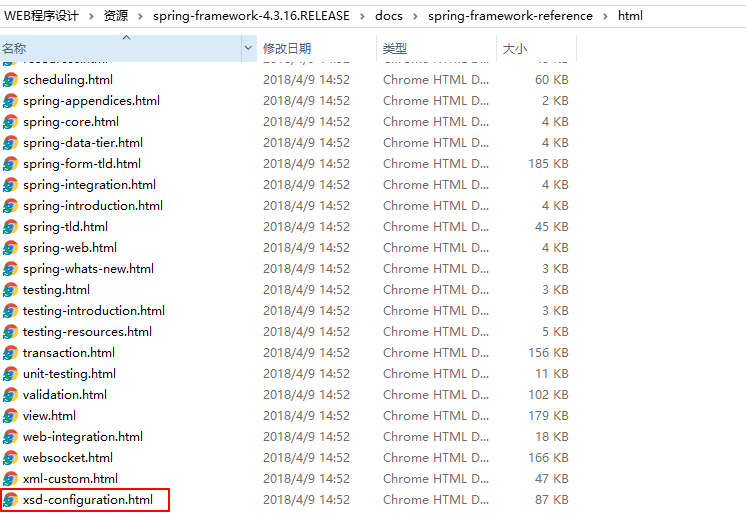 WEB程序设计 > 资源 > spring-framework-4.3.16.RELEASE > docs > spring-framework-reference > html
名称 修改日期 类型 大小
scheduling.html 2018/4/9 14:52 Chrome HTML D... 60 KB
spring-appendices.html 2018/4/9 14:52 Chrome HTML D... 2 KB
spring-core.html 2018/4/9 14:52 Chrome HTML D... 4 KB
spring-data-tier.html 2018/4/9 14:52 Chrome HTML D... 4 KB
spring-form-tld.html 2018/4/9 14:52 Chrome HTML D... 185 KB
spring-integration.html 2018/4/9 14:52 Chrome HTML D... 4 KB
spring-introduction.html 2018/4/9 14:52 Chrome HTML D... 4 KB
spring-tld.html 2018/4/9 14:52 Chrome HTML D... 45 KB
spring-web.html 2018/4/9 14:52 Chrome HTML D... 4 KB
spring-whats-new.html 2018/4/9 14:52 Chrome HTML D... 3 KB
testing.html 2018/4/9 14:52 Chrome HTML D... 3 KB
testing-introduction.html 2018/4/9 14:52 Chrome HTML D... 3 KB
testing-resources.html 2018/4/9 14:52 Chrome HTML D... 5 KB
transaction.html 2018/4/9 14:52 Chrome HTML D... 156 KB
unit-testing.html 2018/4/9 14:52 Chrome HTML D... 11 KB
validation.html 2018/4/9 14:52 Chrome HTML D... 102 KB
view.html 2018/4/9 14:52 Chrome HTML D... 179 KB
web-integration.html 2018/4/9 14:52 Chrome HTML D... 18 KB
websocket.html 2018/4/9 14:52 Chrome HTML D... 166 KB
xml-custom.html 2018/4/9 14:52 Chrome HTML D... 47 KB
xsd-configuration.html 2018/4/9 14:52 Chrome HTML D... 87 KB